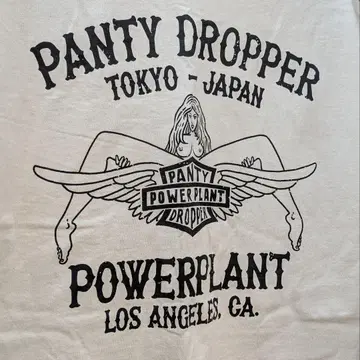 PANTY DROPPER
TOKYO - JAPAN
PANTY
POWERPLANT
DROPPER
POWERPLANT
LOS ANGELES, CA.